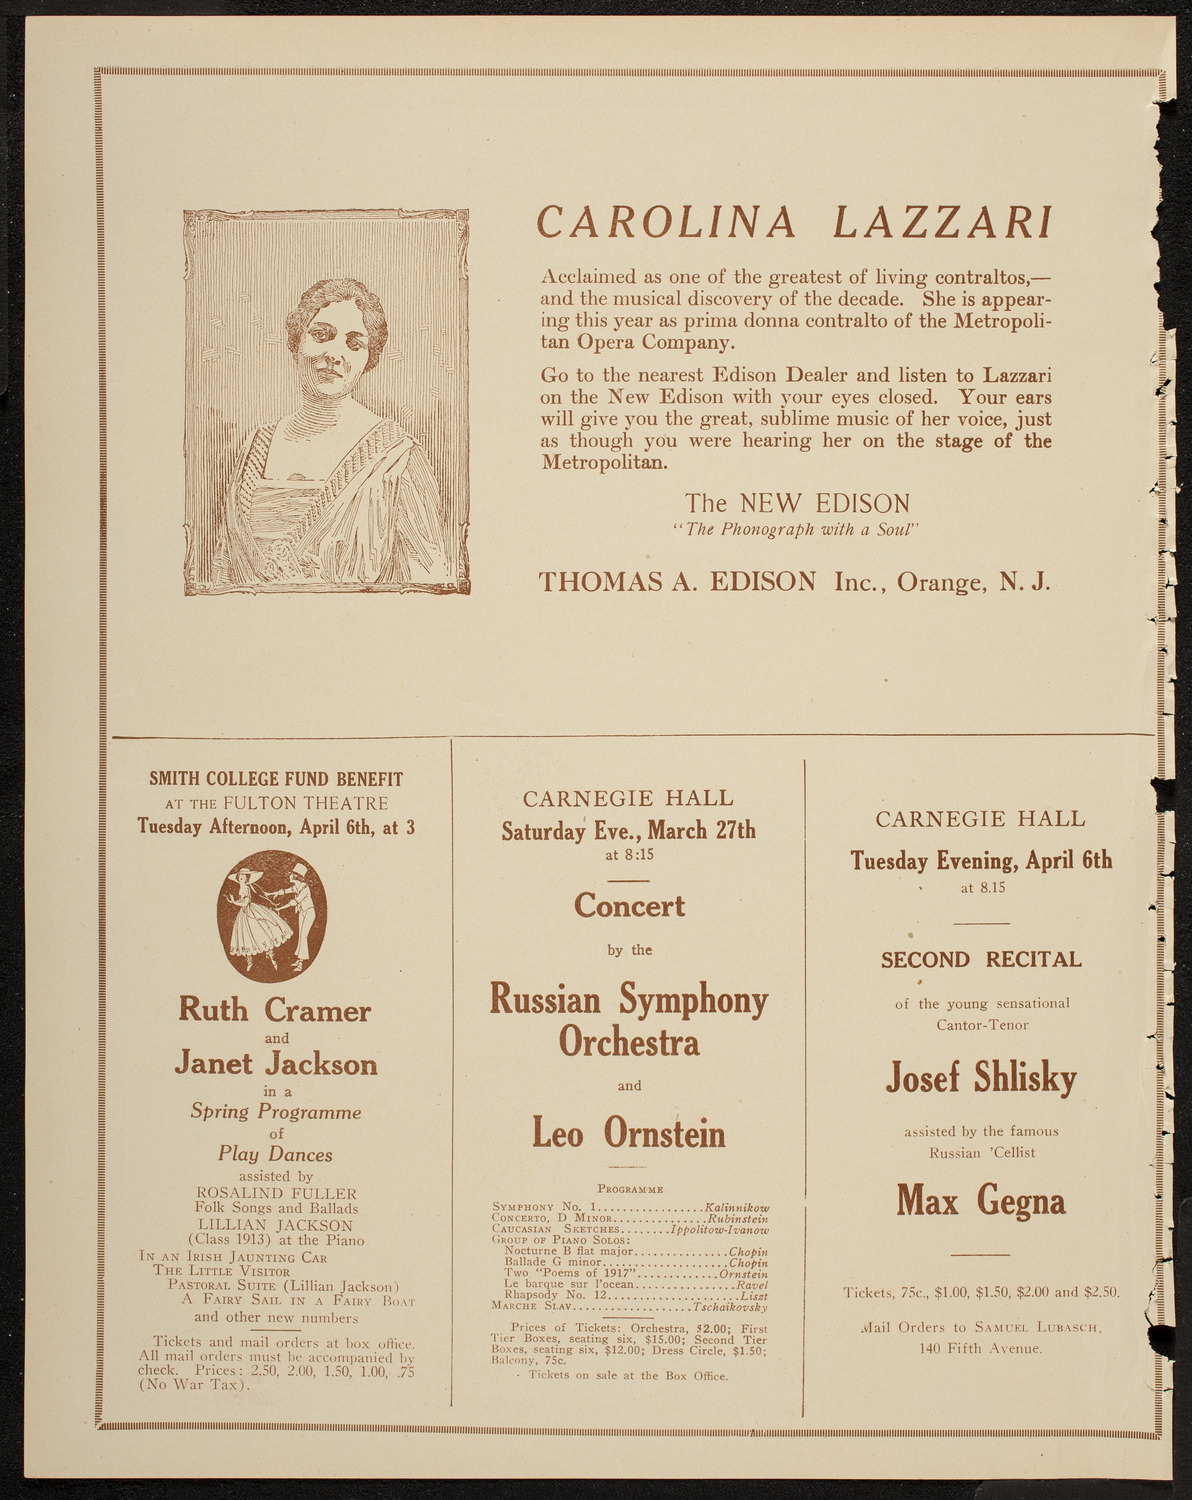 CAROLINA LAZZARI
Acclaimed as one of the greatest of living contraltos,—
and the musical discovery of the decade. She is appear-
ing this year as prima donna contralto of the Metropoli-
tan Opera Company.
Go to the nearest Edison Dealer and listen to Lazzari
on the New Edison with your eyes closed. Your ears
will give you the great, sublime music of her voice, just
as though you were hearing her on the stage of the
Metropolitan.
The NEW EDISON
"The Phonograph with a Soul"
THOMAS A. EDISON Inc., Orange, N. J.
SMITH COLLEGE FUND BENEFIT
AT THE FULTON THEATRE
Tuesday Afternoon, April 6th, at 3
Ruth Cramer
and
Janet Jackson
in a
Spring Programme
of
Play Dances
assisted by
ROSALIND FULLER
Folk Songs and Ballads
LILLIAN JACKSON
(Class 1913) at the Piano
IN AN IRISH JAUNTING CAR
THE LITTLE VISITOR
PASTORAL SUITE (Lillian Jackson)
A FAIRY SAIL IN A FAIRY BOAT
and other new numbers
Tickets and mail orders at box office.
All mail orders must be accompanied by
check. Prices: 2.50, 2.00, 1.50, 1.00, .75
(No War Tax).
CARNEGIE HALL
Saturday Eve., March 27th
at 8:15
Concert
by the
Russian Symphony
Orchestra
and
Leo Ornstein
PROGRAMME
SYMPHONY NO. 1.................Kalinnikow
CONCERTO, D MINOR...............Rubinstein
CAUCASIAN SKETCHES........Ippolitow-Ivanow
GROUP OF PIANO SOLOS:
Nocturne B flat major...............Chopin
Ballade G minor....................Chopin
Two "Poems of 1917".............Ornstein
Le barque sur l'ocean................Ravel
Rhapsody No. 12.....................Liszt
MARCHE SLAV...................Tschaikovsky
Prices of Tickets: Orchestra, $2.00; First
Tier Boxes, seating six, $15.00; Second Tier
Boxes, seating six, $12.00; Dress Circle, $1.50;
Balcony, 75c.
Tickets on sale at the Box Office.
CARNEGIE HALL
Tuesday Evening, April 6th
at 8.15
SECOND RECITAL
of the young sensational
Cantor-Tenor
Josef Shlisky
assisted by the famous
Russian 'Cellist
Max Gegna
Tickets, 75c., $1.00, $1.50, $2.00 and $2.50.
Mail Orders to SAMUEL LUBASCH,
140 Fifth Avenue.